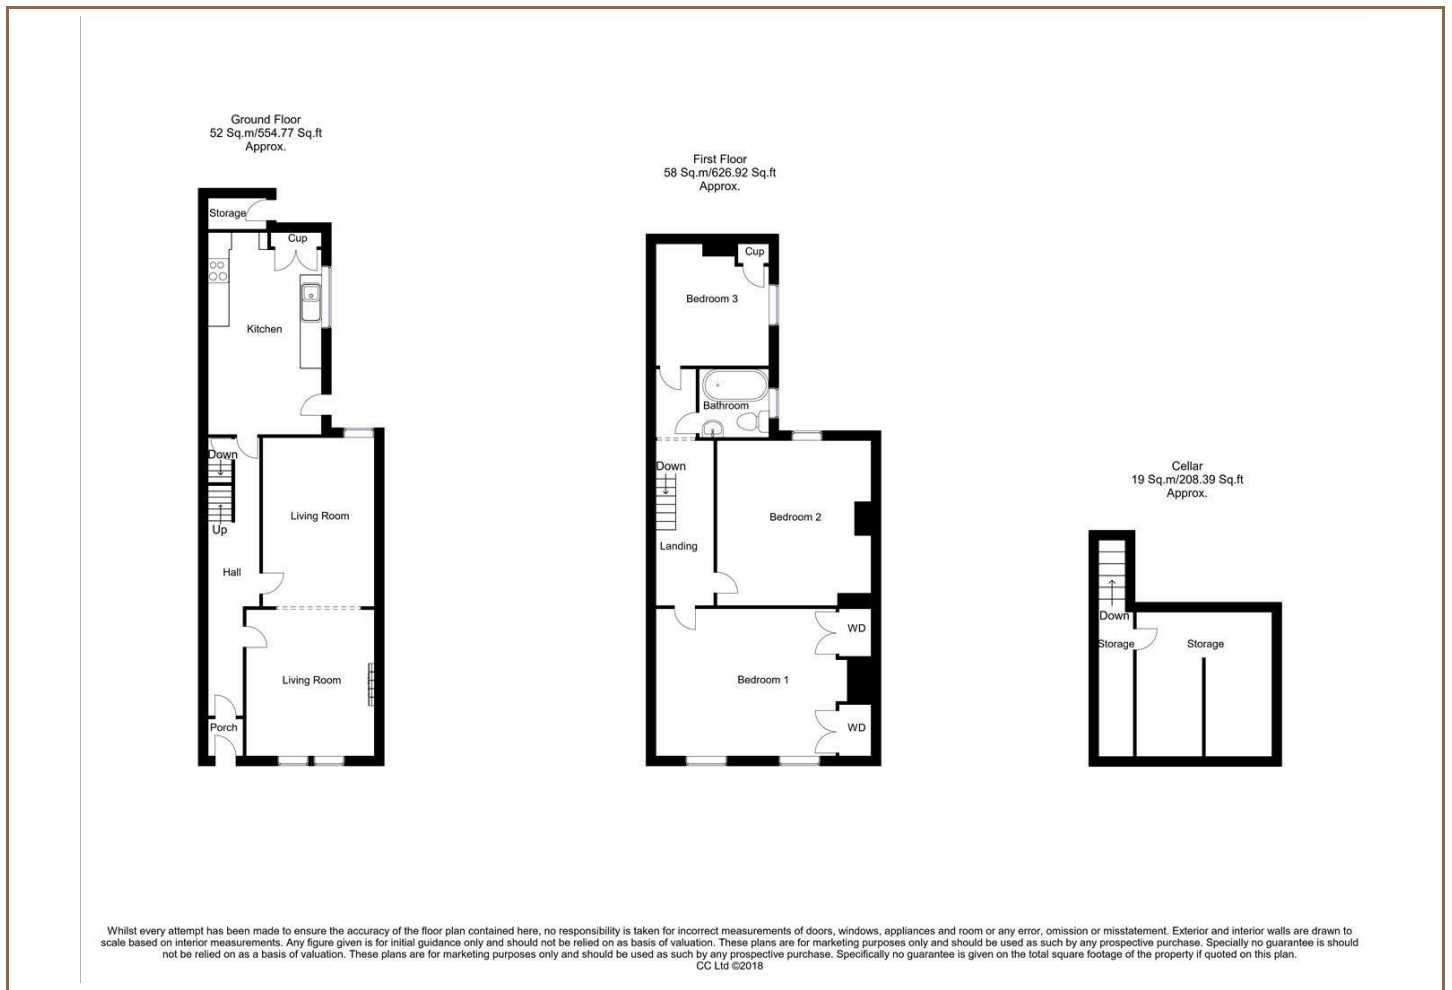 Ground Floor
52 Sq.m/554.77 Sq.ft
Approx.
Storage
Cup
Kitchen
Down
Up
Living Room
Hall
Living Room
Porch
First Floor
58 Sq.m/626.92 Sq.ft
Approx.
Cup
Bedroom 3
Bathroom
Down
Bedroom 2
Landing
WD
Bedroom 1
WD
Cellar
19 Sq.m/208.39 Sq.ft
Approx.
Down
Storage
Storage
Whilst every attempt has been made to ensure the accuracy of the floor plan contained here, no responsibility is taken for incorrect measurements of doors, windows, appliances and room or any error, omission or misstatement. Exterior and interior walls are drawn to
scale based on interior measurements. Any figure given is for initial guidance only and should not be relied on as basis of valuation. These plans are for marketing purposes only and should be used as such by any prospective purchase. Specially no guarantee is should
not be relied on as a basis of valuation. These plans are for marketing purposes only and should be used as such by any prospective purchase. Specifically no guarantee is given on the total square footage of the property if quoted on this plan.
CC Ltd ©2018